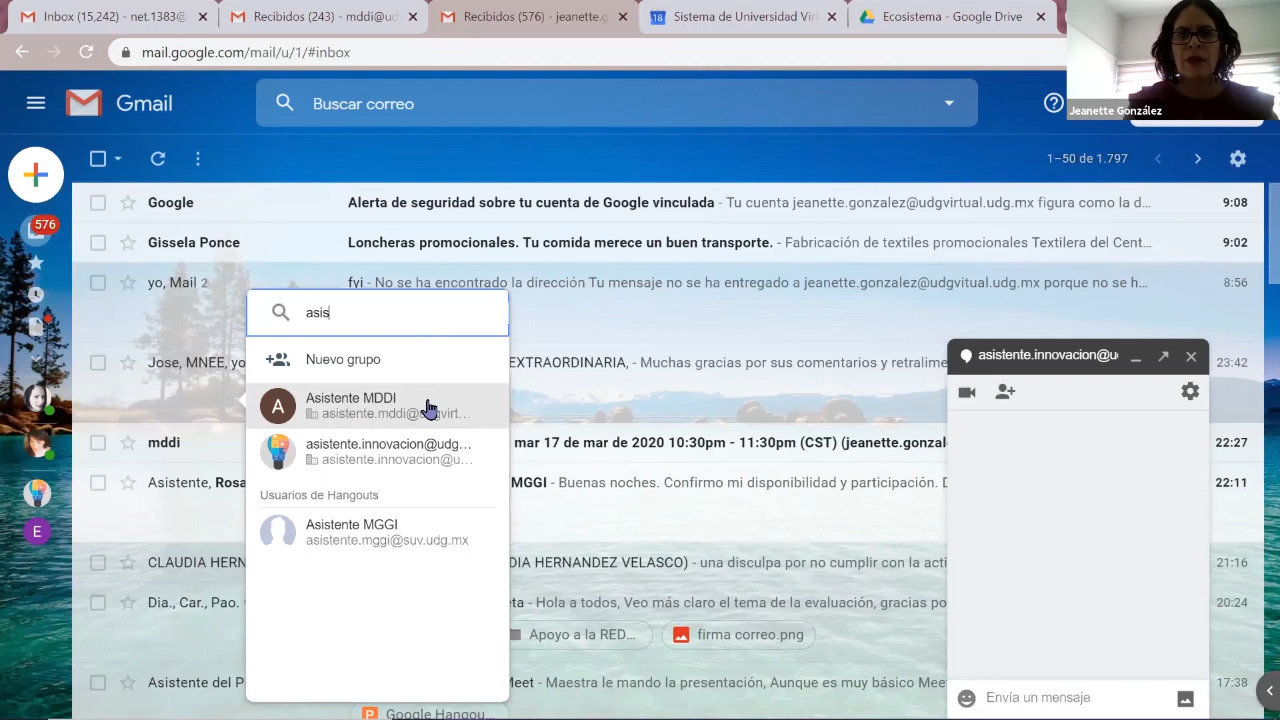 Inbox (15,242) - net.1383@
Recibidos (243) - mddi@ud
Recibidos (576) - jeanette.g
18 Sistema de Universidad Virt
Ecosistema - Google Drive
mail.google.com/mail/u/1/#inbox
Jeanette González
Gmail
Buscar correo
1–50 de 1.797
576
Google Alerta de seguridad sobre tu cuenta de Google vinculada - Tu cuenta jeanette.gonzalez@udgvirtual.udg.mx figura como la d… 9:08
Gissela Ponce Loncheras promocionales. Tu comida merece un buen transporte. - Fabricación de textiles promocionales Textilera del Cent… 9:02
yo, Mail 2 fyi - No se ha encontrado la dirección Tu mensaje no se ha entregado a jeanette.gonzalez@udgvitual.udg.mx porque no se h… 8:56
asis
Nuevo grupo
Asistente MDDI
asistente.mddi@
asistente.innovacion@udg…
asistente.innovacion@u…
Usuarios de Hangouts
Asistente MGGI
asistente.mggi@suv.udg.mx
A
E
Jose, MNEE, yo EXTRAORDINARIA, - Muchas gracias por sus comentarios y retralime 23:42
mddi mar 17 de mar de 2020 10:30pm - 11:30pm (CST) (jeanette.gonzal 22:27
Asistente, Rosa MGGI - Buenas noches. Confirmo mi disponibilidad y participación. D 22:11
CLAUDIA HERN DIA HERNANDEZ VELASCO) - una disculpa por no cumplir con la acti 21:16
Dia., Car., Pao. eta - Hola a todos, Veo más claro el tema de la evaluación, gracias po 20:24
Apoyo a la RED…
firma correo.png
Asistente del P Meet - Maestra le mando la presentación, Aunque es muy básico Mee 17:38
P Google Hangou…
asistente.innovacion@u
Envía un mensaje